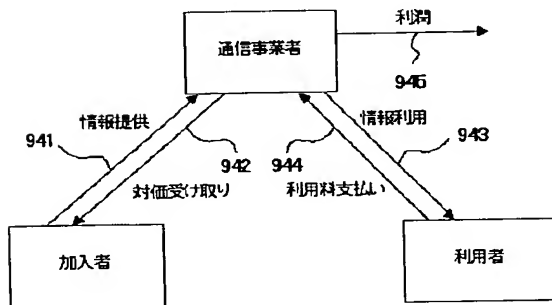 利潤
通信事業者
945
情報提供
情報利用
941
942
944
943
対価受け取り
利用料支払い
加入者
利用者